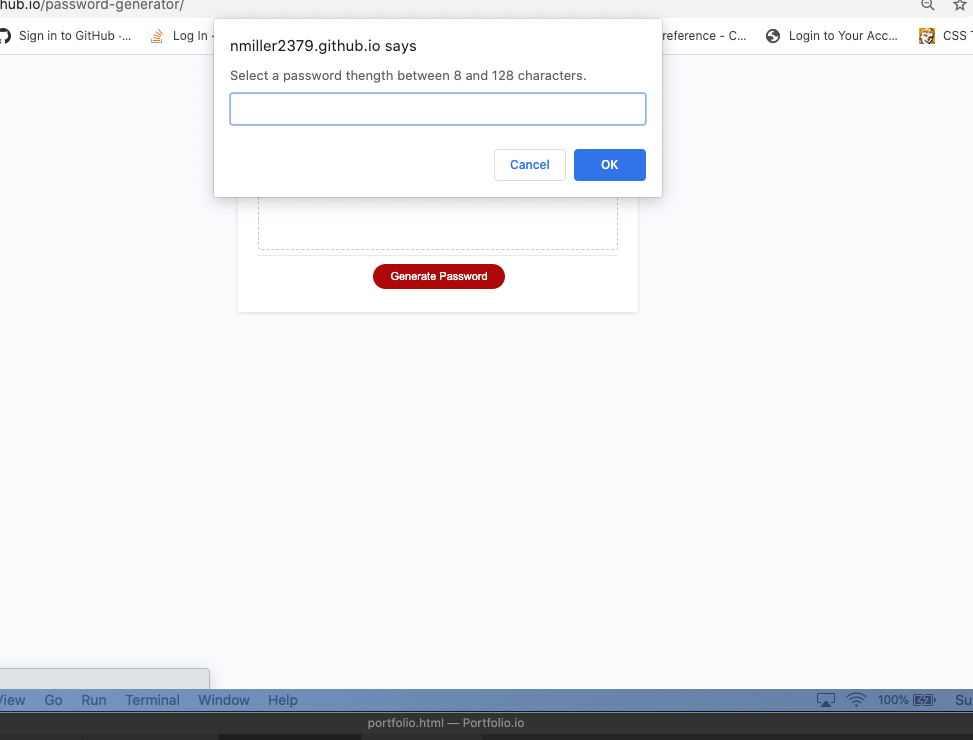 hub.io/password-generator/
Sign in to GitHub ·... Log In - reference - C... Login to Your Acc... CSS T
nmiller2379.github.io says
Select a password thength between 8 and 128 characters.
Cancel OK
Generate Password
View Go Run Terminal Window Help 100% Su
portfolio.html — Portfolio.io